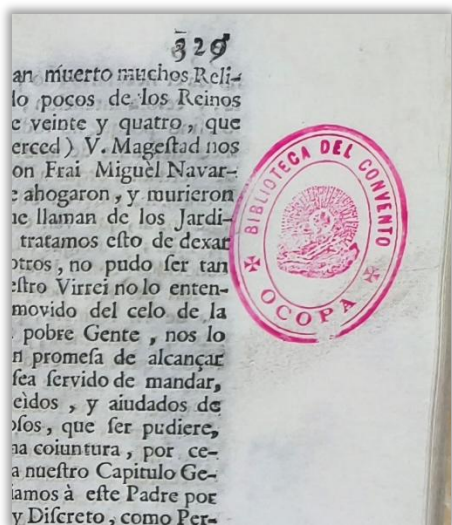 329
an muerto muchos Reli-
lo pocos de los Reinos
e veinte y quatro, que
erced) V. Mageſtad nos
on Frai Miguèl Navar-
e ahogaron, y murieron
ue llaman de los Jardi-
tratamos eſto de dexar
otros, no pudo ſer tan
eſtro Virrei no lo enten-
movido del celo de la
pobre Gente, nos lo
n promeſa de alcançar
ſea ſervido de mandar,
eìdos, y aiudados de
oſos, que ſer pudiere,
na coiuntura, por ce-
a nueſtro Capitulo Ge-
iamos à eſte Padre por
y Diſcreto, como Per-
BIBLIOTECA DEL CONVENTO
OCOPA